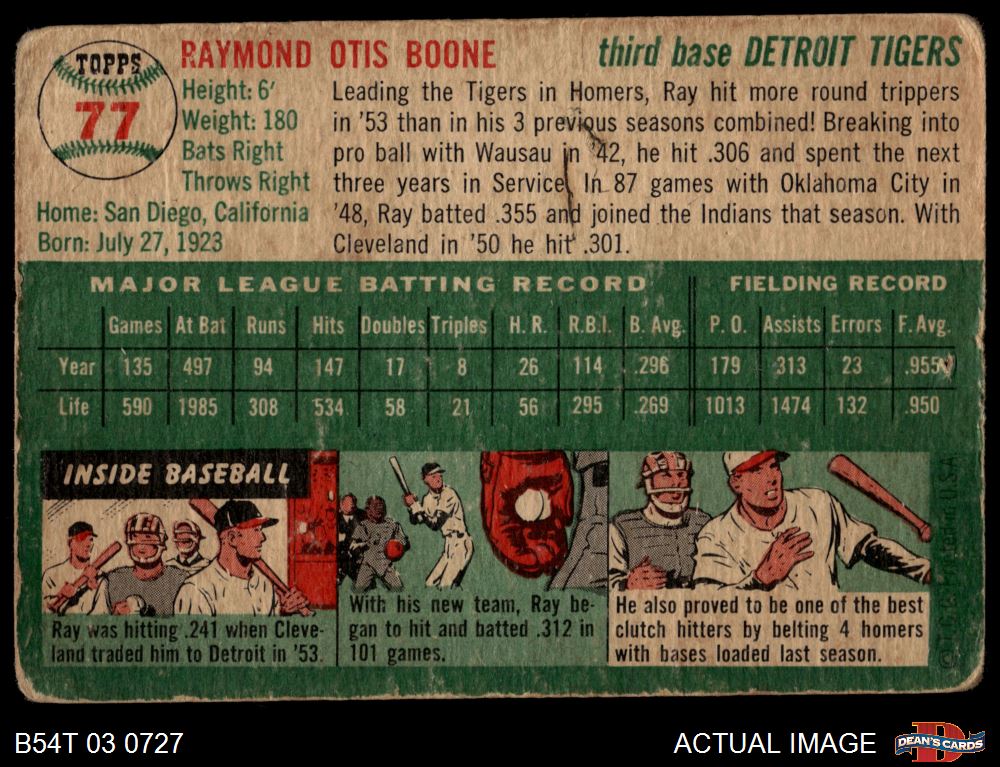 TOPPS
77
RAYMOND OTIS BOONE
third base DETROIT TIGERS
Height: 6'
Weight: 180
Bats Right
Throws Right
Home: San Diego, California
Born: July 27, 1923
Leading the Tigers in Homers, Ray hit more round trippers
in '53 than in his 3 previous seasons combined! Breaking into
pro ball with Wausau in '42, he hit .306 and spent the next
three years in Service. In 87 games with Oklahoma City in
'48, Ray batted .355 and joined the Indians that season. With
Cleveland in '50 he hit .301.
MAJOR LEAGUE BATTING RECORD
FIELDING RECORD
Games At Bat Runs Hits Doubles Triples H. R. R.B.I. B. Avg. P. O. Assists Errors F. Avg.
Year 135 497 94 147 17 8 26 114 .296 179 313 23 .955
Life 590 1985 308 534 58 21 56 295 .269 1013 1474 132 .950
INSIDE BASEBALL
Ray was hitting .241 when Cleve-
land traded him to Detroit in '53.
With his new team, Ray be-
gan to hit and batted .312 in
101 games.
He also proved to be one of the best
clutch hitters by belting 4 homers
with bases loaded last season.
© T.C.G. in U.S.A.
B54T 03 0727
ACTUAL IMAGE
DEAN'S CARDS